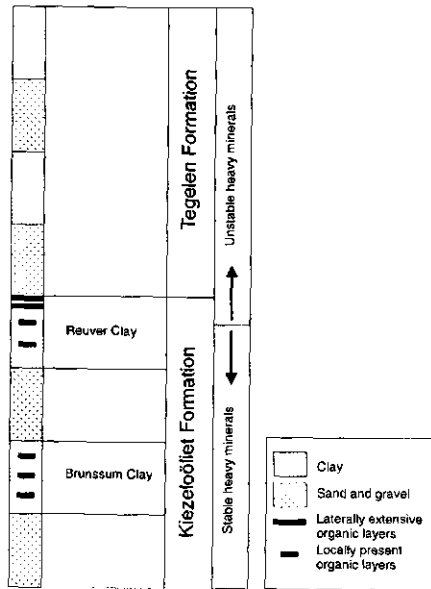 Tegelen Formation
Unstable heavy minerals
Reuver Clay
Kiezeloöliet Formation
Stable heavy minerals
Brunssum Clay
Clay
Sand and gravel
Laterally extensive
organic layers
Locally present
organic layers